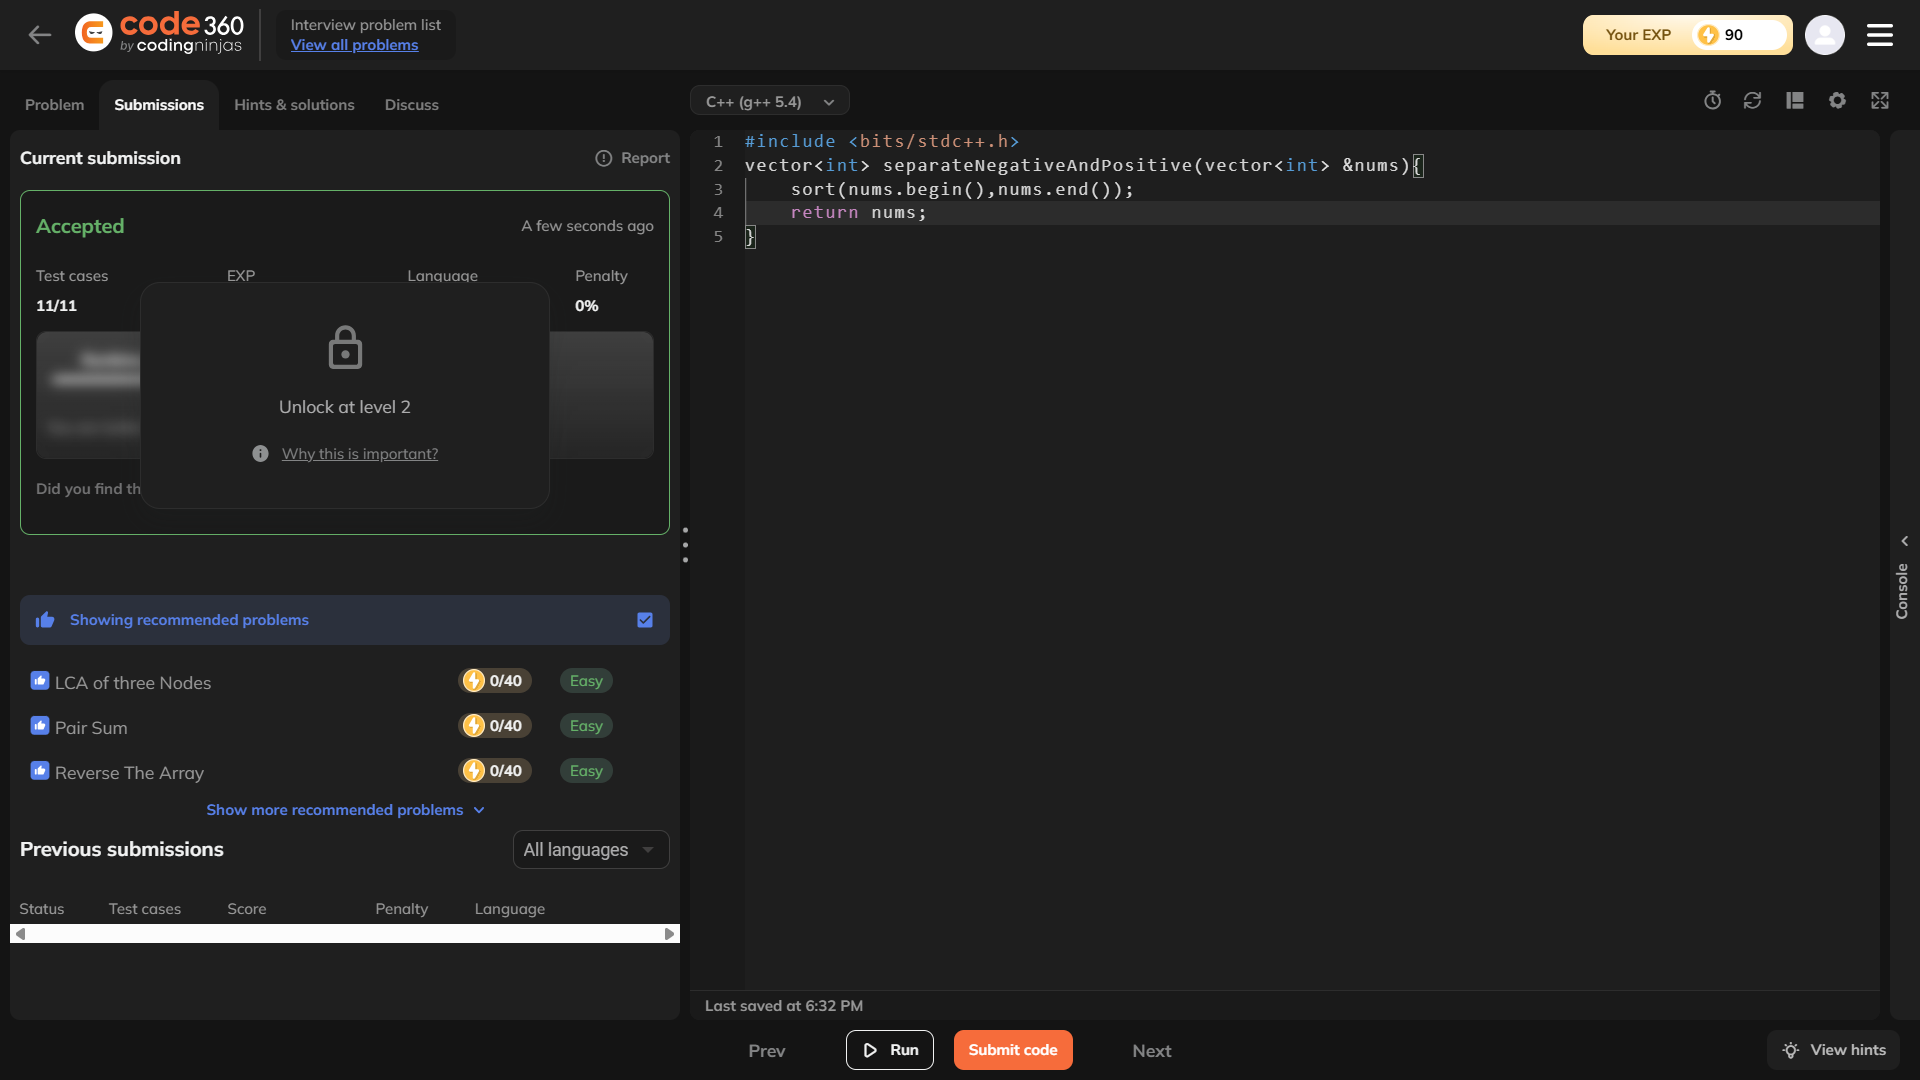 code 360
by codingninjas
Interview problem list
View all problems
Your EXP 90
Problem Submissions Hints & solutions Discuss
Current submission
Report
Accepted
A few seconds ago
Test cases EXP Language Penalty
11/11 0%
Unlock at level 2
Why this is important?
Did you find th
Showing recommended problems
LCA of three Nodes 0/40 Easy
Pair Sum 0/40 Easy
Reverse The Array 0/40 Easy
Show more recommended problems
Previous submissions
All languages
Status Test cases Score Penalty Language
C++ (g++ 5.4)
1 #include <bits/stdc++.h>
2 vector<int> separateNegativeAndPositive(vector<int> &nums){
3 sort(nums.begin(),nums.end());
4 return nums;
5 }
Console
Last saved at 6:32 PM
Prev Run Submit code Next View hints